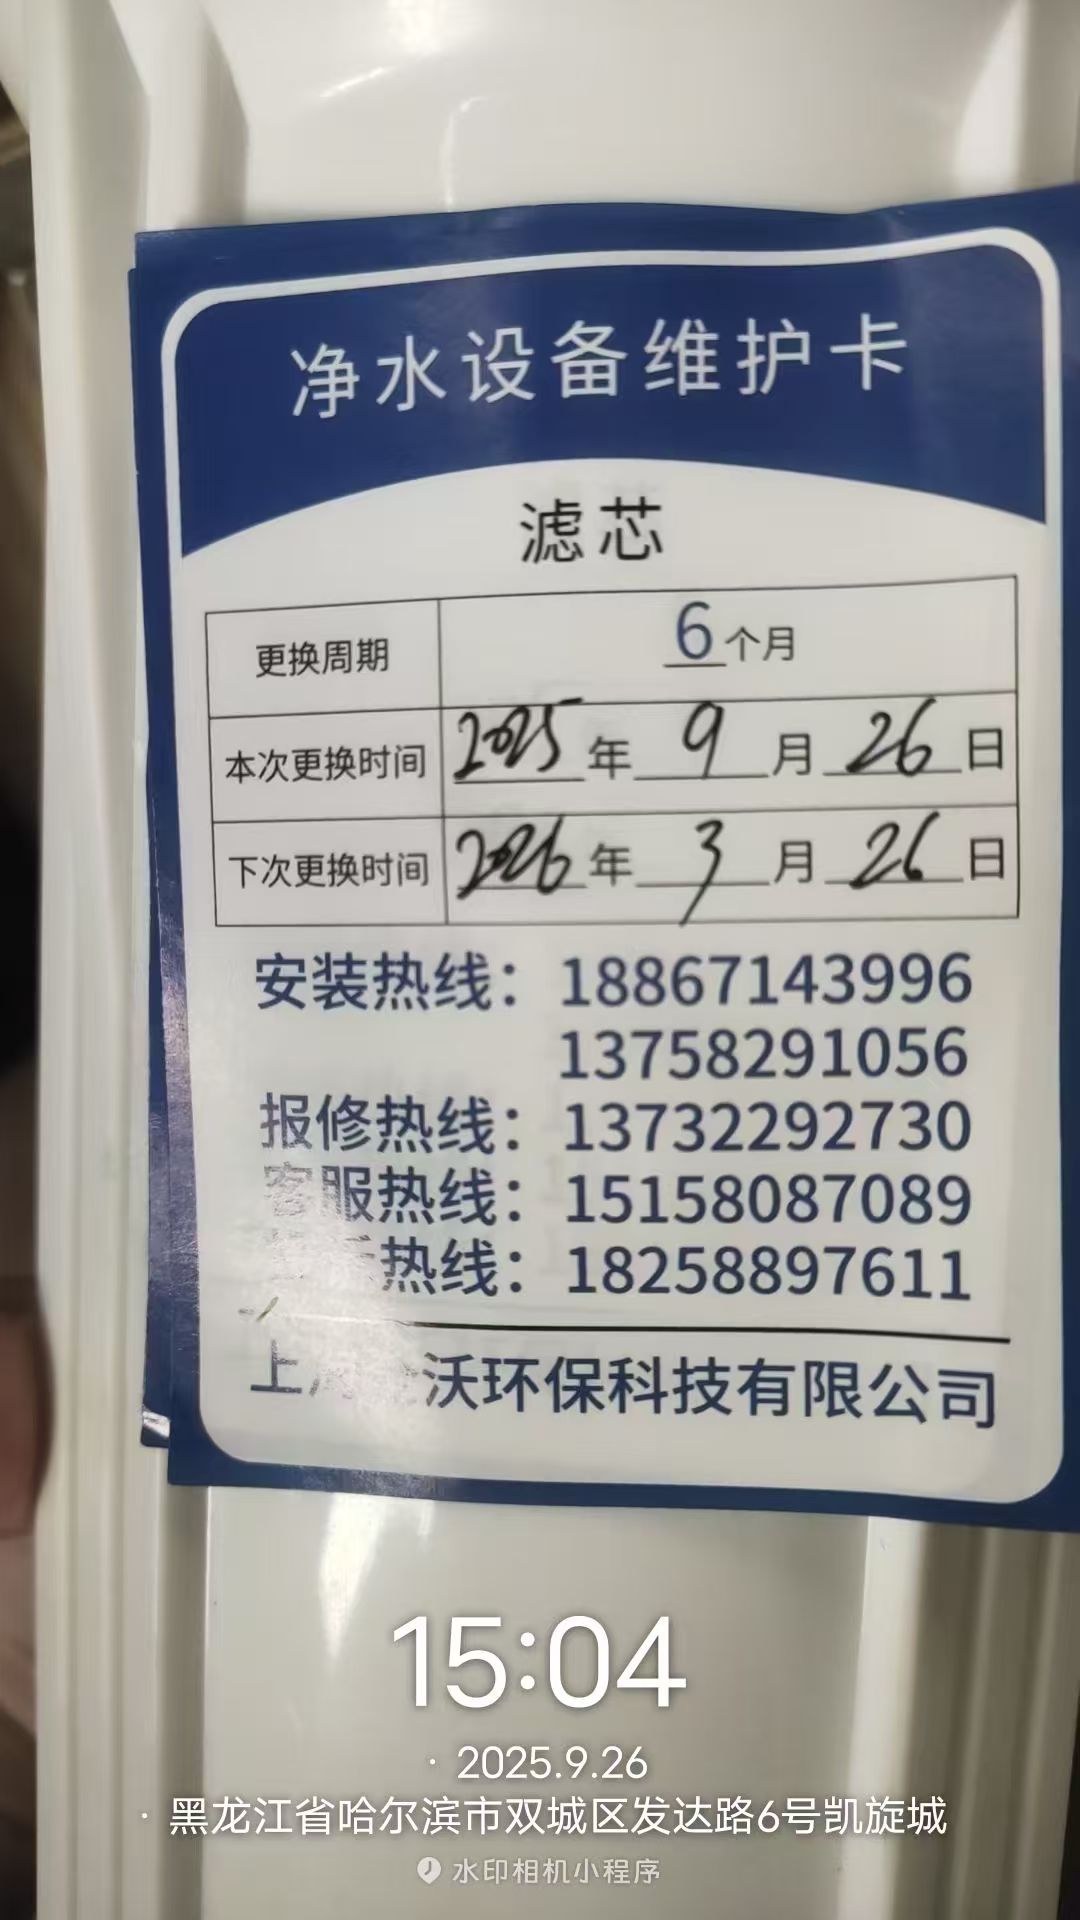 净水设备维护卡
滤芯
更换周期 6个月
本次更换时间 2025年9月26日
下次更换时间 2026年3月26日
安装热线：18867143996
13758291056
报修热线：13732292730
客服热线：15158087089
热线：18258897611
上 沃环保科技有限公司
15:04
· 2025.9.26
· 黑龙江省哈尔滨市双城区发达路6号凯旋城
水印相机小程序